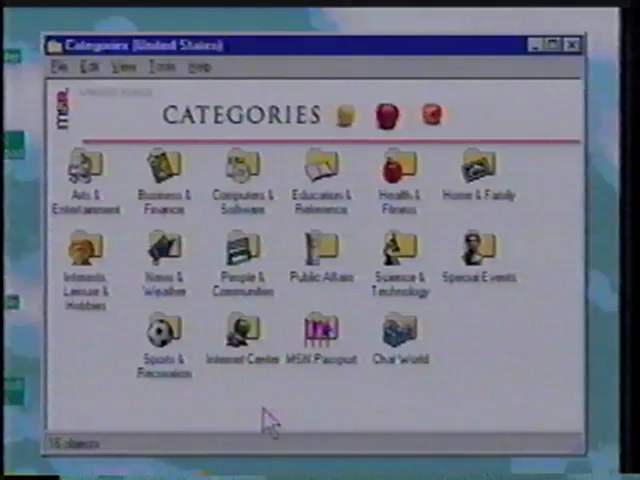 Categories (United States)
File Edit View Tools Help
msn.
UNITED STATES
CATEGORIES
Arts &
Entertainment
Business &
Finance
Computers &
Software
Education &
Reference
Health &
Fitness
Home & Family
Interests,
Leisure &
Hobbies
News &
Weather
People &
Communities
Public Affairs
Science &
Technology
Special Events
Sports &
Recreation
Internet Center
MSN Passport
Chat World
16 objects